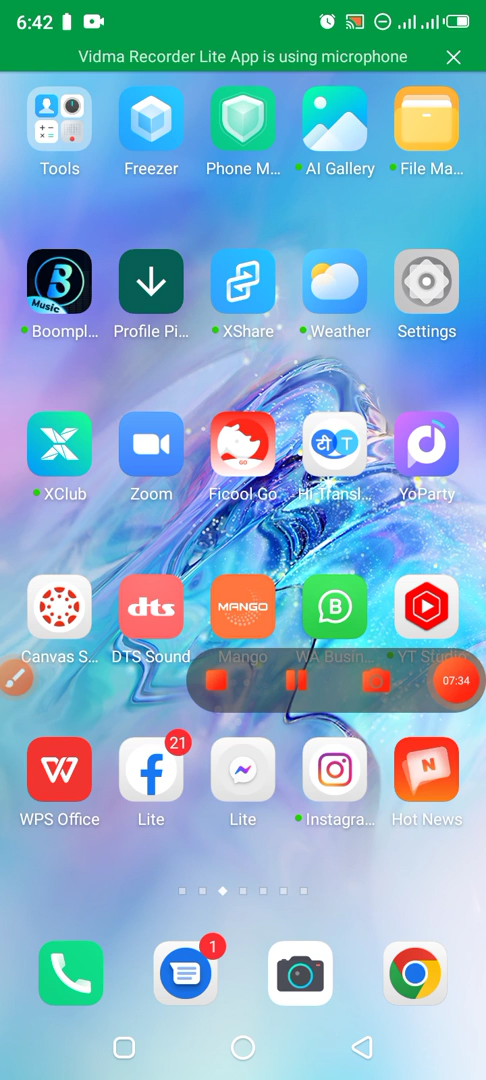 6:42
Vidma Recorder Lite App is using microphone
Tools
Freezer
Phone M...
AI Gallery
File Ma...
B
Music
Boompl...
Profile Pi...
XShare
Weather
Settings
GO
टी T
XClub
Zoom
Ficool Go
Hi Transl...
YoParty
dts
MANGO
B
Canvas S...
DTS Sound
Mango
WA Busin...
YT Studio
07:34
W
f
21
N
WPS Office
Lite
Lite
Instagra...
Hot News
1